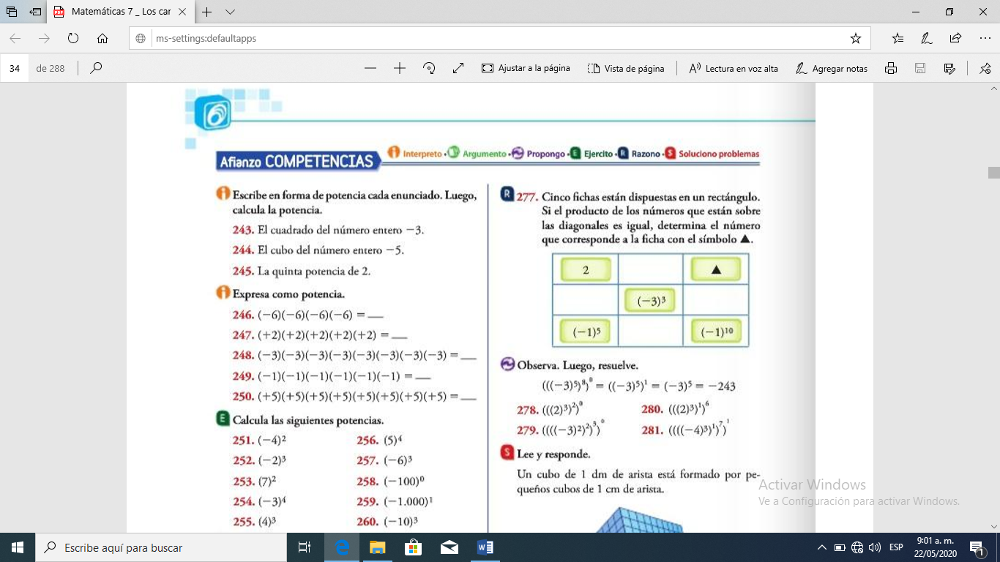 Matemáticas 7 _ Los car
ms-settings:defaultapps
34 de 288
Ajustar a la página
Vista de página
Lectura en voz alta
Agregar notas
Afianzo COMPETENCIAS
Interpreto • Argumento • Propongo • E Ejercito • R Razono • S Soluciono problemas
Escribe en forma de potencia cada enunciado. Luego,
calcula la potencia.
243. El cuadrado del número entero −3.
244. El cubo del número entero −5.
245. La quinta potencia de 2.
Expresa como potencia.
246. (−6)(−6)(−6)(−6) = __
247. (+2)(+2)(+2)(+2)(+2) = __
248. (−3)(−3)(−3)(−3)(−3)(−3)(−3)(−3) = __
249. (−1)(−1)(−1)(−1)(−1)(−1) = __
250. (+5)(+5)(+5)(+5)(+5)(+5)(+5)(+5) = __
E Calcula las siguientes potencias.
251. (−4)² 256. (5)⁴
252. (−2)³ 257. (−6)³
253. (7)² 258. (−100)⁰
254. (−3)⁴ 259. (−1.000)¹
255. (4)³ 260. (−10)³
R 277. Cinco fichas están dispuestas en un rectángulo.
Si el producto de los números que están sobre
las diagonales es igual, determina el número
que corresponde a la ficha con el símbolo ▲.
2 ▲
(−3)³
(−1)⁵ (−1)¹⁰
Observa. Luego, resuelve.
(((−3)⁵)⁸)⁰ = ((−3)⁵)¹ = (−3)⁵ = −243
278. (((2)³)²)⁰ 280. (((2)³)¹)⁶
279. ((((−3)²)²)³)⁰ 281. ((((−4)³)¹)⁷)¹
S Lee y responde.
Un cubo de 1 dm de arista está formado por pe-
queños cubos de 1 cm de arista.
Activar Windows
Ve a Configuración para activar Windows.
Escribe aquí para buscar
ESP
9:01 a. m.
22/05/2020
1